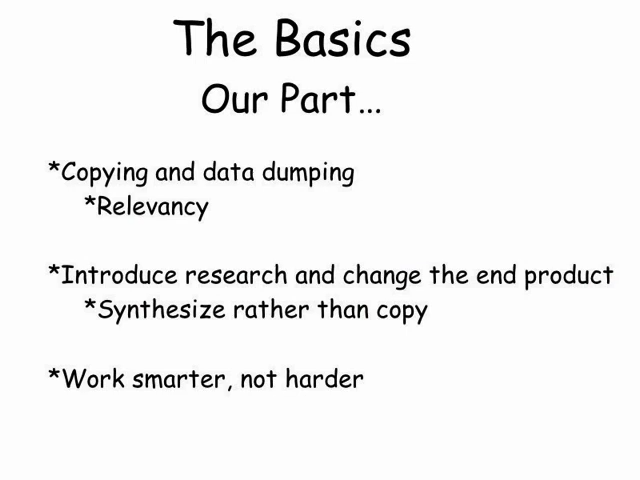 The Basics
Our Part...
*Copying and data dumping
*Relevancy
*Introduce research and change the end product
*Synthesize rather than copy
*Work smarter, not harder